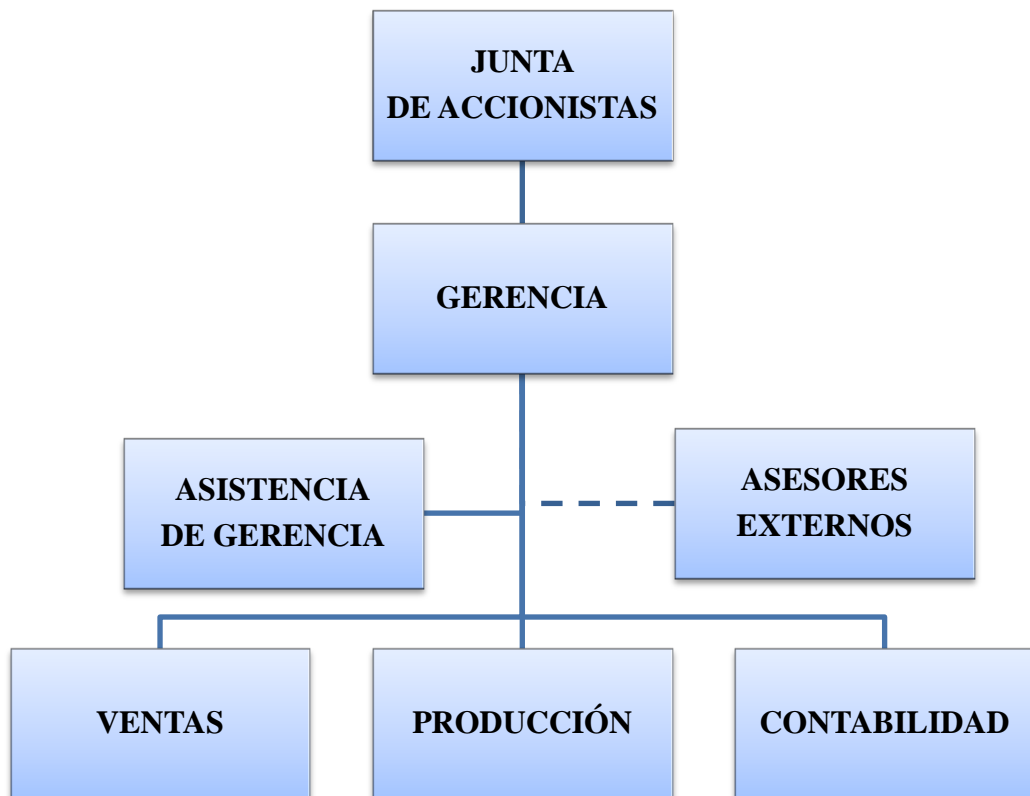 JUNTA
DE ACCIONISTAS
GERENCIA
ASISTENCIA
DE GERENCIA
ASESORES
EXTERNOS
VENTAS
PRODUCCIÓN
CONTABILIDAD